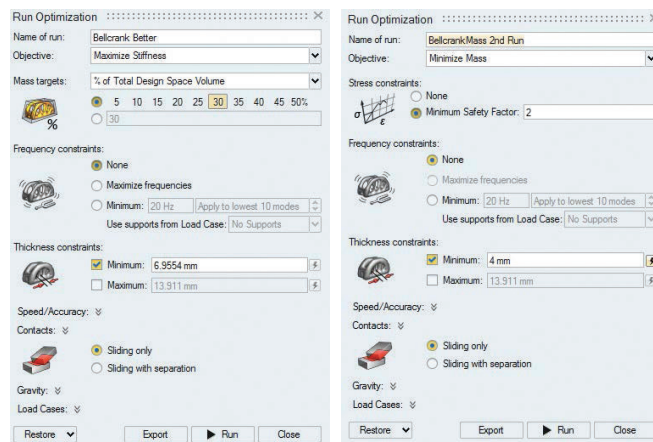 Run Optimization
Name of run: Bellcrank Better
Objective: Maximize Stiffness
Mass targets: % of Total Design Space Volume
5 10 15 20 25 30 35 40 45 50%
30
%
Frequency constraints:
None
Maximize frequencies
Minimum: 20 Hz Apply to lowest 10 modes
Use supports from Load Case: No Supports
Thickness constraints:
Minimum: 6.9554 mm
Maximum: 13.911 mm
Speed/Accuracy:
Contacts:
Sliding only
Sliding with separation
Gravity:
Load Cases:
Restore Export Run Close
Run Optimization
Name of run: BellcrankMass 2nd Run
Objective: Minimize Mass
Stress constraints:
None
σ ε Minimum Safety Factor: 2
Frequency constraints:
None
Maximize frequencies
Minimum: 20 Hz Apply to lowest 10 modes
Use supports from Load Case: No Supports
Thickness constraints:
Minimum: 4 mm
Maximum: 13.911 mm
Speed/Accuracy:
Contacts:
Sliding only
Sliding with separation
Gravity:
Load Cases:
Restore Export Run Close